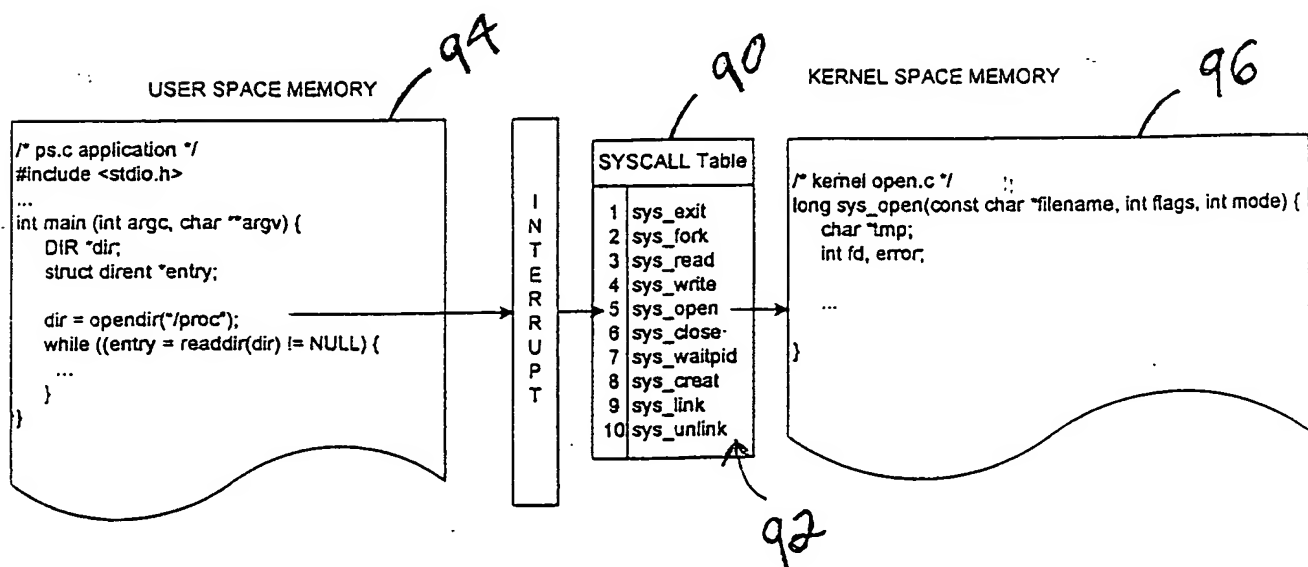 94
90
96
USER SPACE MEMORY
KERNEL SPACE MEMORY
/* ps.c application */
#include <stdio.h>
...
int main (int argc, char **argv) {
DIR *dir;
struct dirent *entry;
dir = opendir("/proc");
while ((entry = readdir(dir) != NULL) {
...
}
}
INTERRUPT
SYSCALL Table
1 sys_exit
2 sys_fork
3 sys_read
4 sys_write
5 sys_open
6 sys_close
7 sys_waitpid
8 sys_creat
9 sys_link
10 sys_unlink
/* kernel open.c */
long sys_open(const char *filename, int flags, int mode) {
char *tmp;
int fd, error;
...
}
92